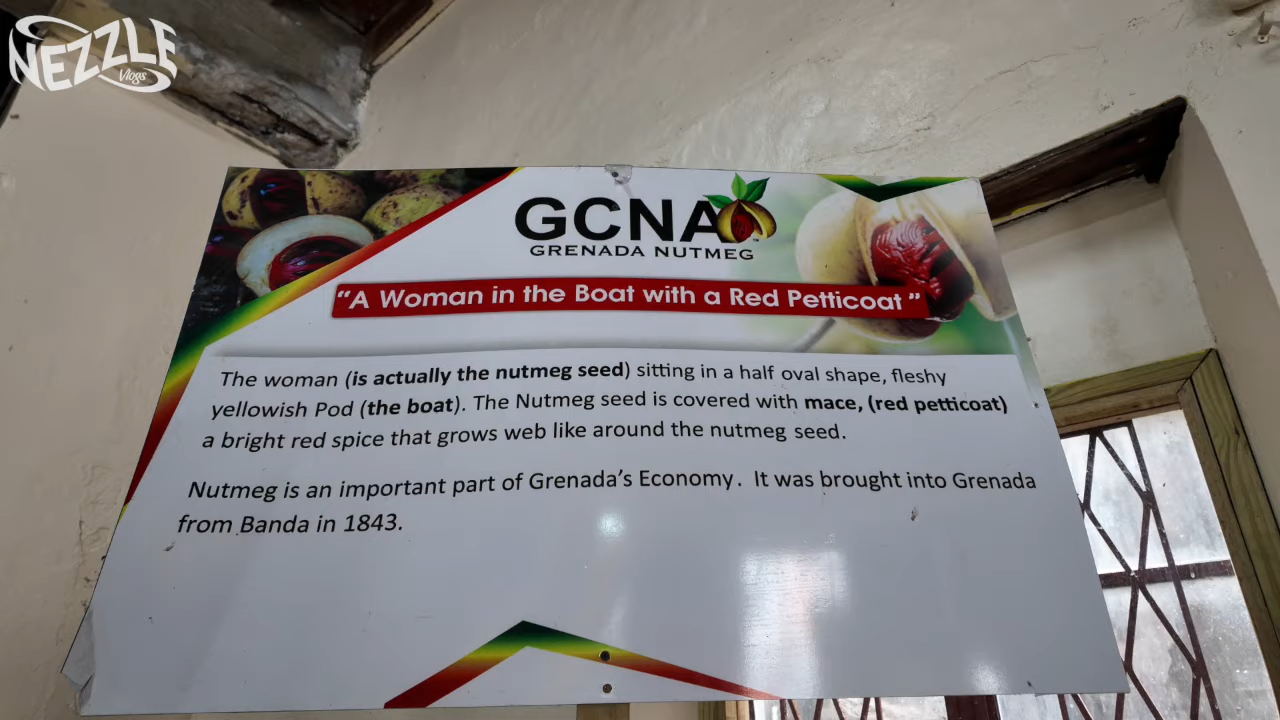 NEZZLE
Vlogs
GCNA
GRENADA NUTMEG
"A Woman in the Boat with a Red Petticoat"
The woman (is actually the nutmeg seed) sitting in a half oval shape, fleshy
yellowish Pod (the boat). The Nutmeg seed is covered with mace, (red petticoat)
a bright red spice that grows web like around the nutmeg seed.
Nutmeg is an important part of Grenada's Economy. It was brought into Grenada
from Banda in 1843.